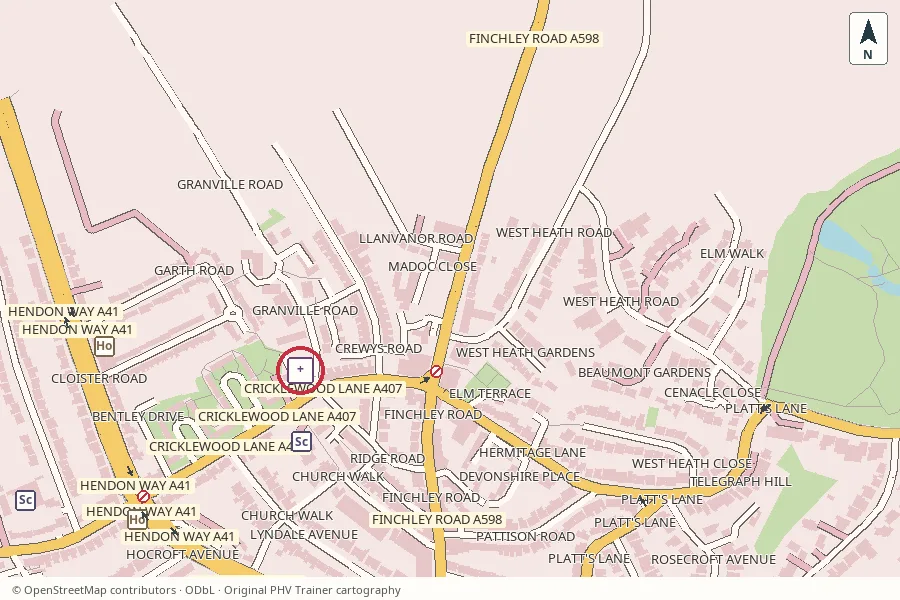 FINCHLEY ROAD A598
N
GRANVILLE ROAD
LLANVANOR ROAD
WEST HEATH ROAD
ELM WALK
MADOC CLOSE
GARTH ROAD
WEST HEATH ROAD
GRANVILLE ROAD
HENDON WAY A41
HENDON WAY A41
Ho
CREWYS ROAD
WEST HEATH GARDENS
+
BEAUMONT GARDENS
CLOISTER ROAD
CRICKLEWOOD LANE A407
ELM TERRACE
CENACLE CLOSE
PLATT'S LANE
BENTLEY DRIVE
CRICKLEWOOD LANE A407
FINCHLEY ROAD
CRICKLEWOOD LANE A4
Sc
HERMITAGE LANE
RIDGE ROAD
WEST HEATH CLOSE
CHURCH WALK
DEVONSHIRE PLACE
TELEGRAPH HILL
HENDON WAY A41
Sc
FINCHLEY ROAD
PLATT'S LANE
HENDON WAY A41
Ho
CHURCH WALK
FINCHLEY ROAD A598
PLATT'S LANE
HENDON WAY A41
LYNDALE AVENUE
PATTISON ROAD
HOCROFT AVENUE
PLATT'S LANE
ROSECROFT AVENUE
© OpenStreetMap contributors · ODbL · Original PHV Trainer cartography